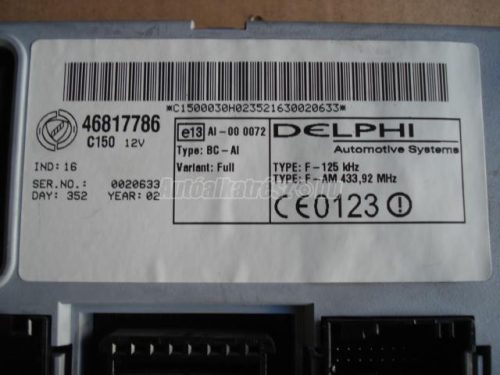 *C1500030H023521630020633*
46817786
C150 12V
IND: 16
SER.NO.: 0020633
DAY: 352 YEAR: 02
e13 AI-00 0072
Type: BC-AI
Variant: Full
DELPHI
Automotive Systems
TYPE: F-125 kHz
TYPE: F-AM 433,92 MHz
CE0123